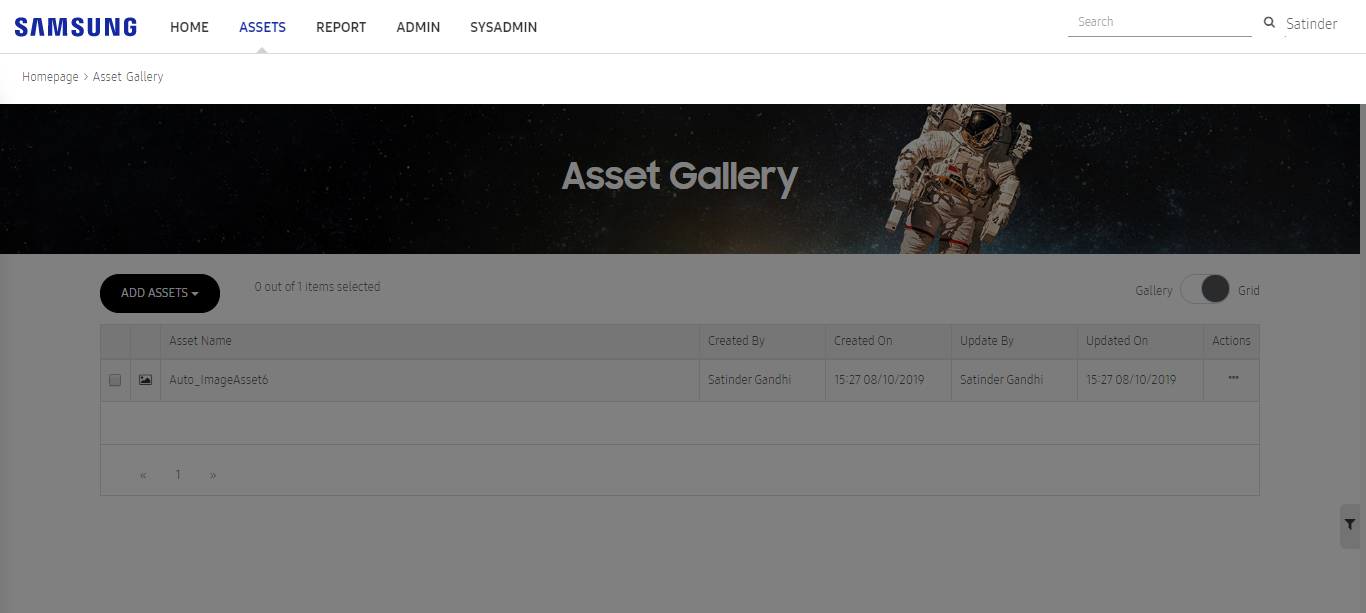 SAMSUNG HOME ASSETS REPORT ADMIN SYSADMIN Search Satinder
Homepage > Asset Gallery
Asset Gallery
ADD ASSETS 0 out of 1 items selected Gallery Grid
Asset Name Created By Created On Update By Updated On Actions
Auto_ImageAsset6 Satinder Gandhi 15:27 08/10/2019 Satinder Gandhi 15:27 08/10/2019 ···
« 1 »